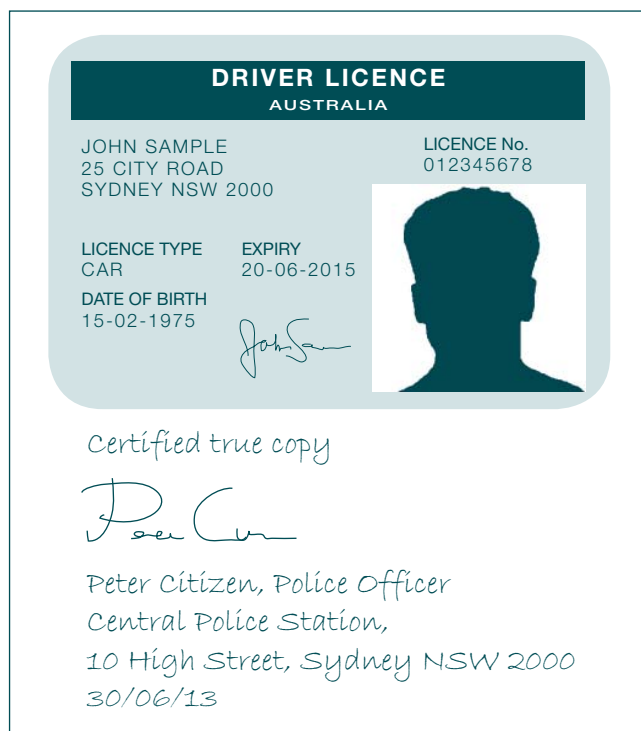 DRIVER LICENCE
AUSTRALIA
JOHN SAMPLE
25 CITY ROAD
SYDNEY NSW 2000
LICENCE No.
012345678
LICENCE TYPE
CAR
EXPIRY
20-06-2015
DATE OF BIRTH
15-02-1975
Certified true copy
Peter Citizen, Police Officer
Central Police Station,
10 High Street, Sydney NSW 2000
30/06/13